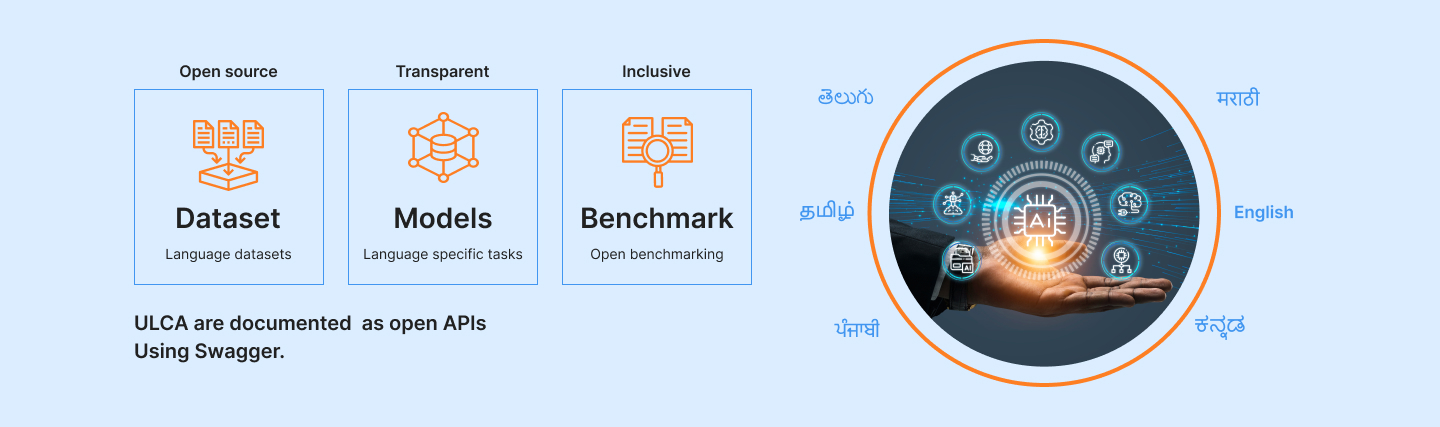 Open source
Transparent
Inclusive
Dataset
Models
Benchmark
Language datasets
Language specific tasks
Open benchmarking
ULCA are documented as open APIs
Using Swagger.
తెలుగు
मराठी
தமிழ்
English
ਪੰਜਾਬੀ
ಕನ್ನಡ
Ai
AI